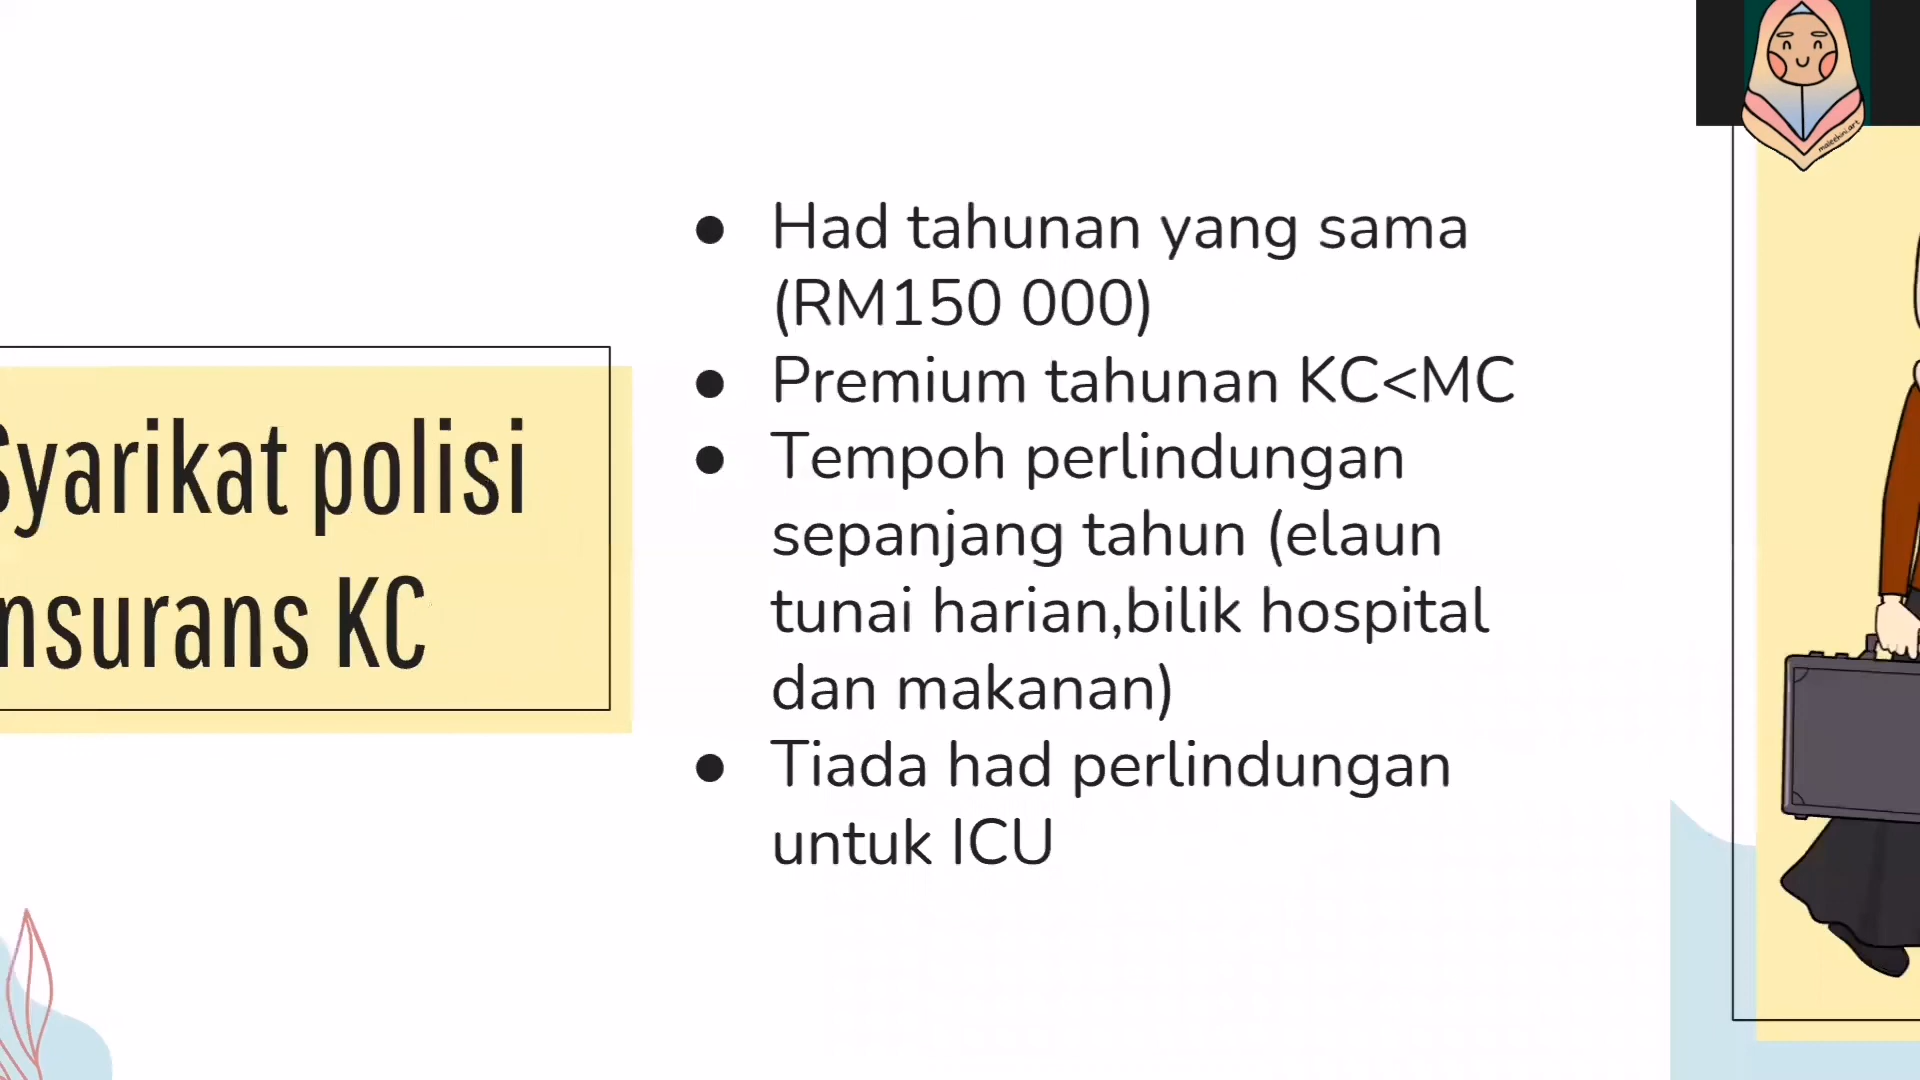 Syarikat polisi
nsurans KC
● Had tahunan yang sama
(RM150 000)
● Premium tahunan KC<MC
● Tempoh perlindungan
sepanjang tahun (elaun
tunai harian,bilik hospital
dan makanan)
● Tiada had perlindungan
untuk ICU